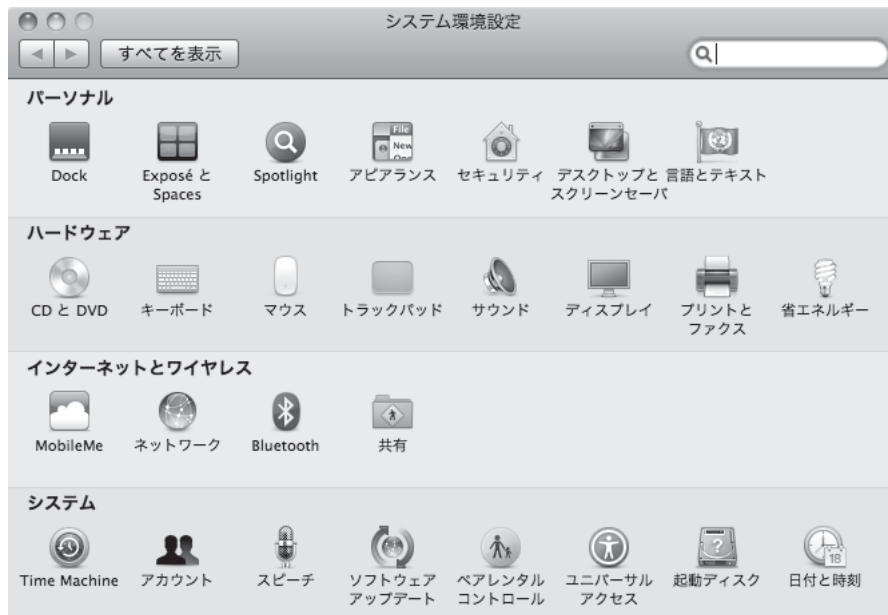 システム環境設定
すべてを表示
パーソナル
Dock
Exposé と
Spaces
Spotlight
File
New
アピアランス
セキュリティ
デスクトップと
スクリーンセーバ
言語とテキスト
ハードウェア
CD と DVD
キーボード
マウス
トラックパッド
サウンド
ディスプレイ
プリントと
ファクス
省エネルギー
インターネットとワイヤレス
MobileMe
ネットワーク
Bluetooth
共有
システム
Time Machine
アカウント
スピーチ
ソフトウェア
アップデート
ペアレンタル
コントロール
ユニバーサル
アクセス
?
起動ディスク
18
日付と時刻